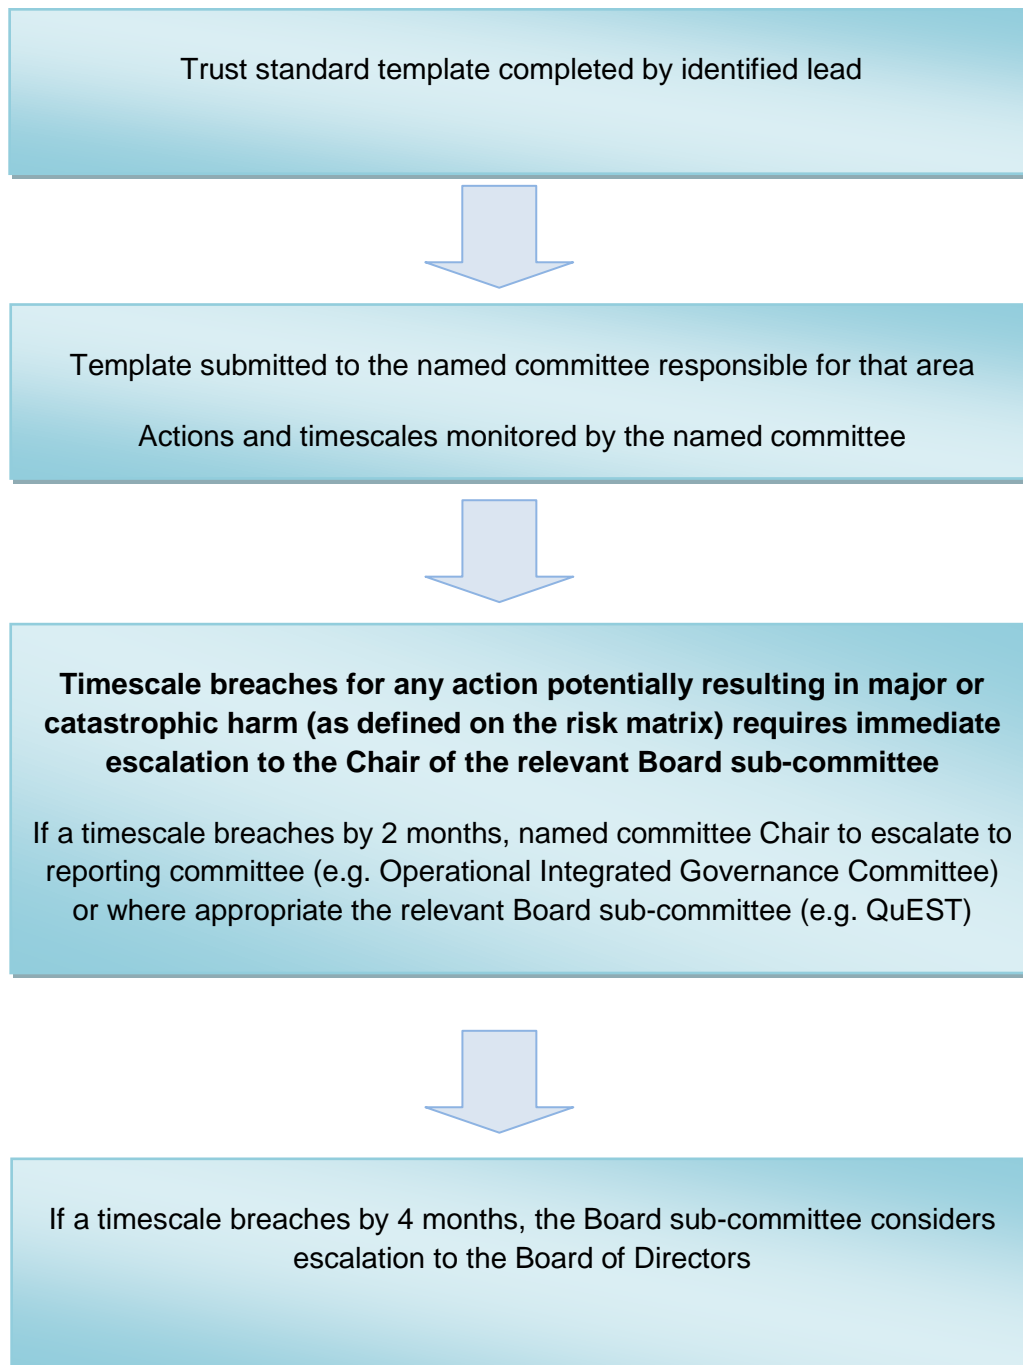 Trust standard template completed by identified lead
Template submitted to the named committee responsible for that area
Actions and timescales monitored by the named committee
Timescale breaches for any action potentially resulting in major or
catastrophic harm (as defined on the risk matrix) requires immediate
escalation to the Chair of the relevant Board sub-committee
If a timescale breaches by 2 months, named committee Chair to escalate to
reporting committee (e.g. Operational Integrated Governance Committee)
or where appropriate the relevant Board sub-committee (e.g. QuEST)
If a timescale breaches by 4 months, the Board sub-committee considers
escalation to the Board of Directors